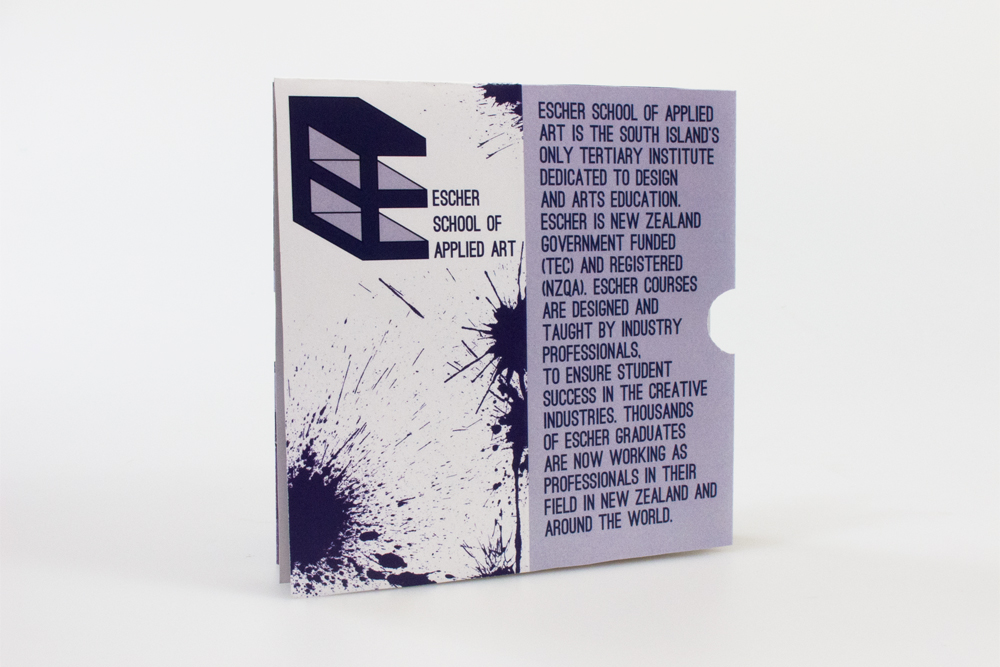 ESCHER
SCHOOL OF
APPLIED ART
ESCHER SCHOOL OF APPLIED
ART IS THE SOUTH ISLAND'S
ONLY TERTIARY INSTITUTE
DEDICATED TO DESIGN
AND ARTS EDUCATION.
ESCHER IS NEW ZEALAND
GOVERNMENT FUNDED
(TEC) AND REGISTERED
(NZQA). ESCHER COURSES
ARE DESIGNED AND
TAUGHT BY INDUSTRY
PROFESSIONALS,
TO ENSURE STUDENT
SUCCESS IN THE CREATIVE
INDUSTRIES. THOUSANDS
OF ESCHER GRADUATES
ARE NOW WORKING AS
PROFESSIONALS IN THEIR
FIELD IN NEW ZEALAND AND
AROUND THE WORLD.